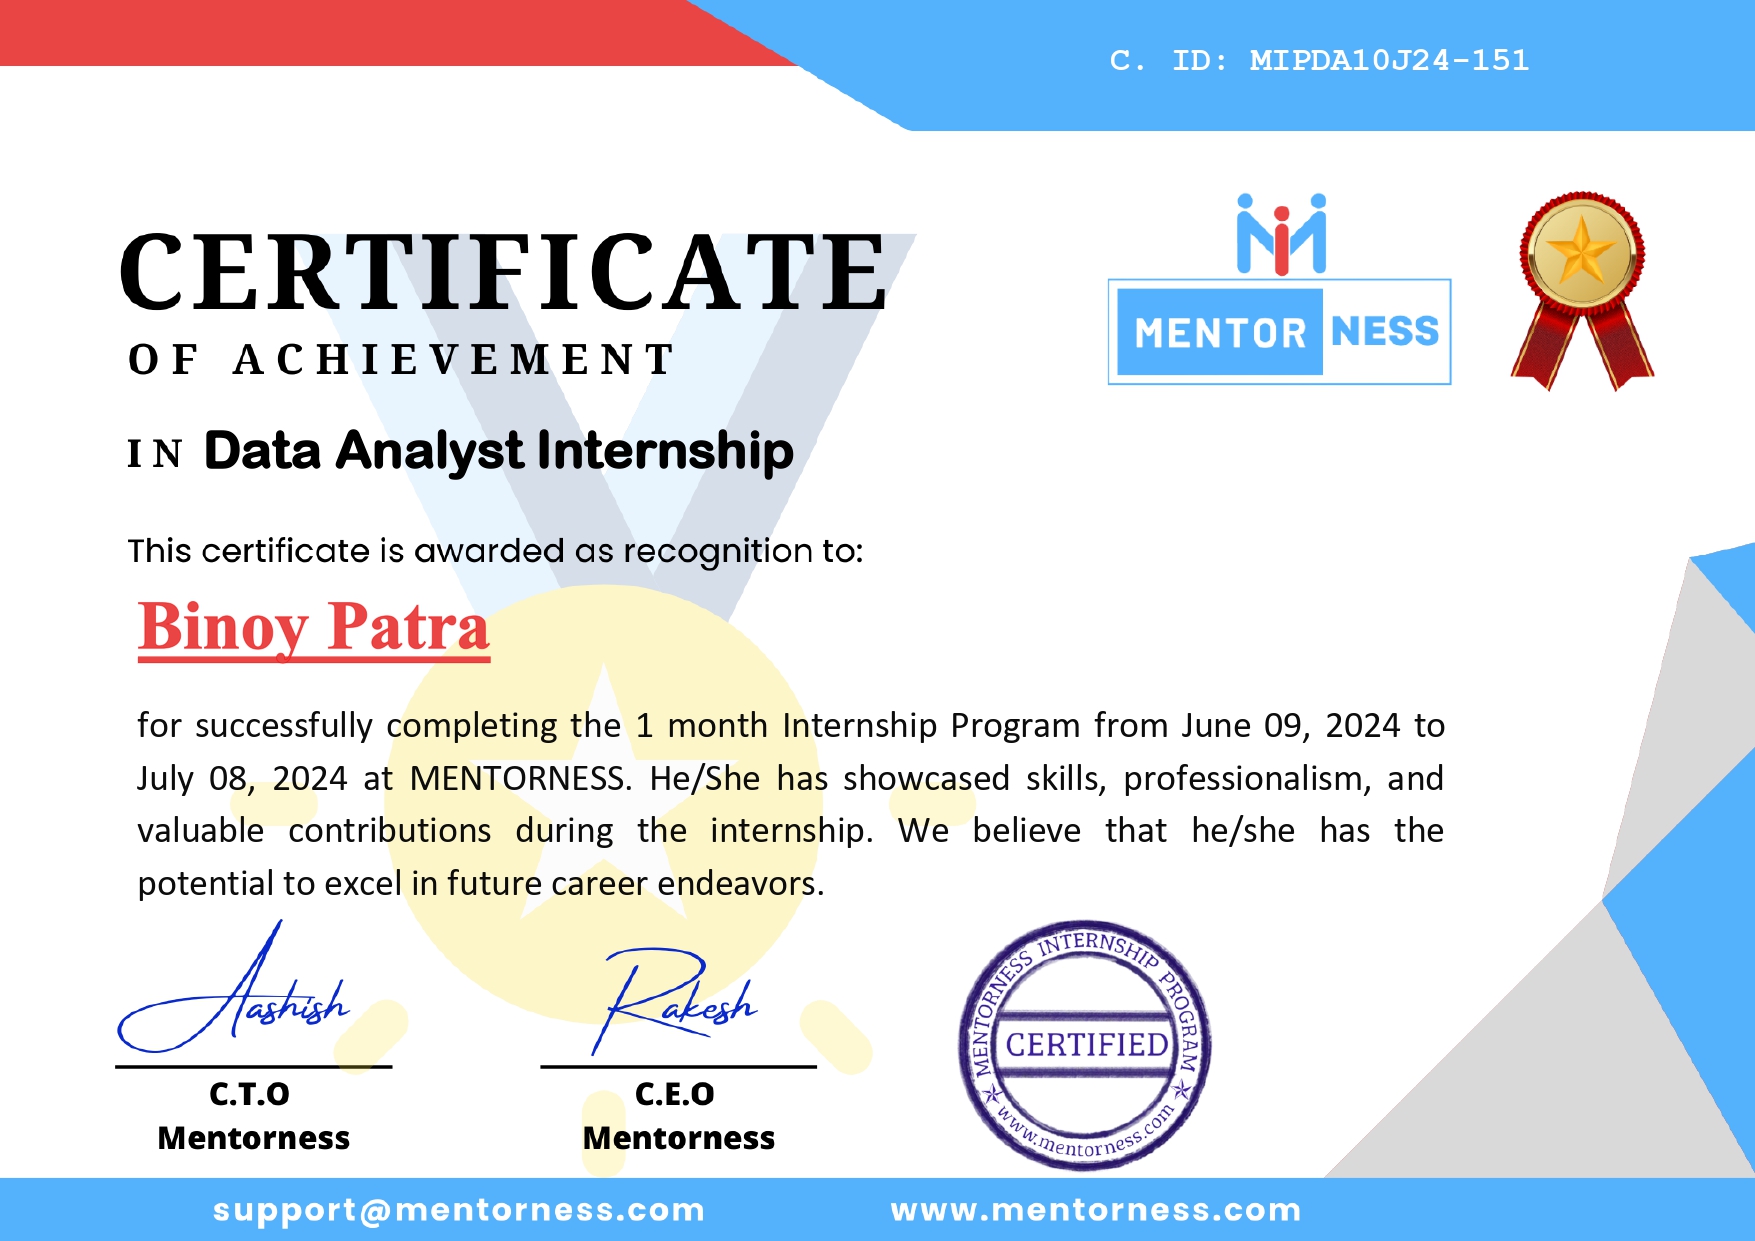 C. ID: MIPDA10J24-151
CERTIFICATE
OF ACHIEVEMENT
IN Data Analyst Internship
MENTOR NESS
This certificate is awarded as recognition to:
Binoy Patra
for successfully completing the 1 month Internship Program from June 09, 2024 to
July 08, 2024 at MENTORNESS. He/She has showcased skills, professionalism, and
valuable contributions during the internship. We believe that he/she has the
potential to excel in future career endeavors.
Aashish
C.T.O
Mentorness
Rakesh
C.E.O
Mentorness
MENTORNESS INTERNSHIP PROGRAM
CERTIFIED
www.mentorness.com
support@mentorness.com
www.mentorness.com